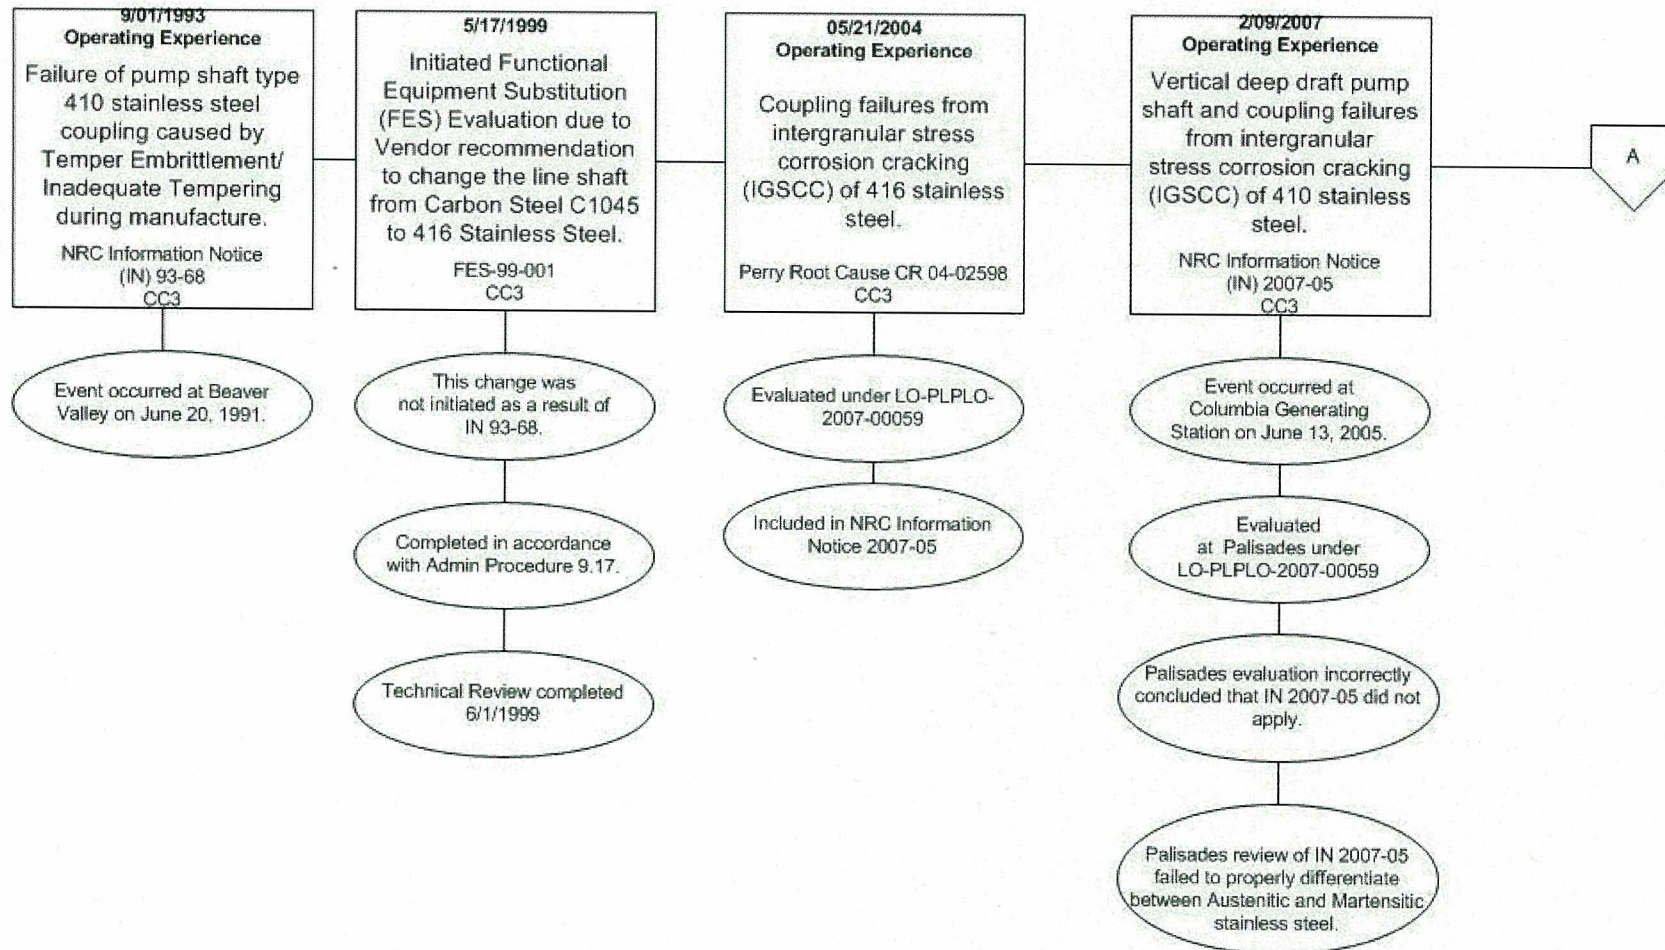 9/01/1993
Operating Experience
Failure of pump shaft type
410 stainless steel
coupling caused by
Temper Embrittlement/
Inadequate Tempering
during manufacture.
NRC Information Notice
(IN) 93-68
CC3
Event occurred at Beaver
Valley on June 20, 1991.
5/17/1999
Initiated Functional
Equipment Substitution
(FES) Evaluation due to
Vendor recommendation
to change the line shaft
from Carbon Steel C1045
to 416 Stainless Steel.
FES-99-001
CC3
This change was
not initiated as a result of
IN 93-68.
Completed in accordance
with Admin Procedure 9.17.
Technical Review completed
6/1/1999
05/21/2004
Operating Experience
Coupling failures from
intergranular stress
corrosion cracking
(IGSCC) of 416 stainless
steel.
Perry Root Cause CR 04-02598
CC3
Evaluated under LO-PLPLO-
2007-00059
Included in NRC Information
Notice 2007-05
2/09/2007
Operating Experience
Vertical deep draft pump
shaft and coupling failures
from intergranular
stress corrosion cracking
(IGSCC) of 410 stainless
steel.
NRC Information Notice
(IN) 2007-05
CC3
Event occurred at
Columbia Generating
Station on June 13, 2005.
Evaluated
at Palisades under
LO-PLPLO-2007-00059
Palisades evaluation incorrectly
concluded that IN 2007-05 did not
apply.
Palisades review of IN 2007-05
failed to properly differentiate
between Austenitic and Martensitic
stainless steel.
A